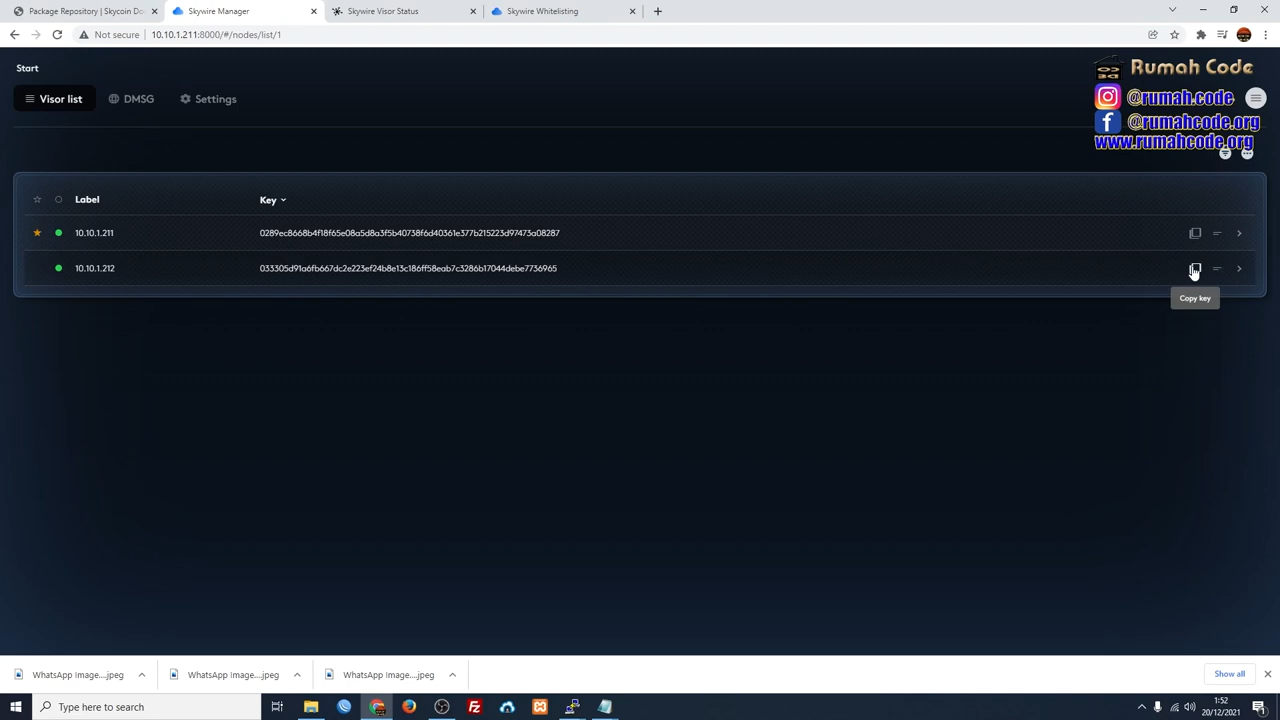 Package Repository | Skycoin Do
Skywire Manager
Skywire Visor Status
Skywire Whitelisting
Not secure
10.10.1.211:8000/#/nodes/list/1
Start
Rumah Code
Visor list
DMSG
Settings
@rumah.code
@rumahcode.org
www.rumahcode.org
Label
Key
10.10.1.211
0289ec8668b4f18f65e08a5d8a3f5b40738f6d40361e377b215223d97473a08287
10.10.1.212
033305d91a6fb667dc2e223ef24b8e13c186ff58eab7c3286b17044debe7736965
Copy key
WhatsApp Image....jpeg
WhatsApp Image....jpeg
WhatsApp Image....jpeg
Show all
Type here to search
1:52
20/12/2021